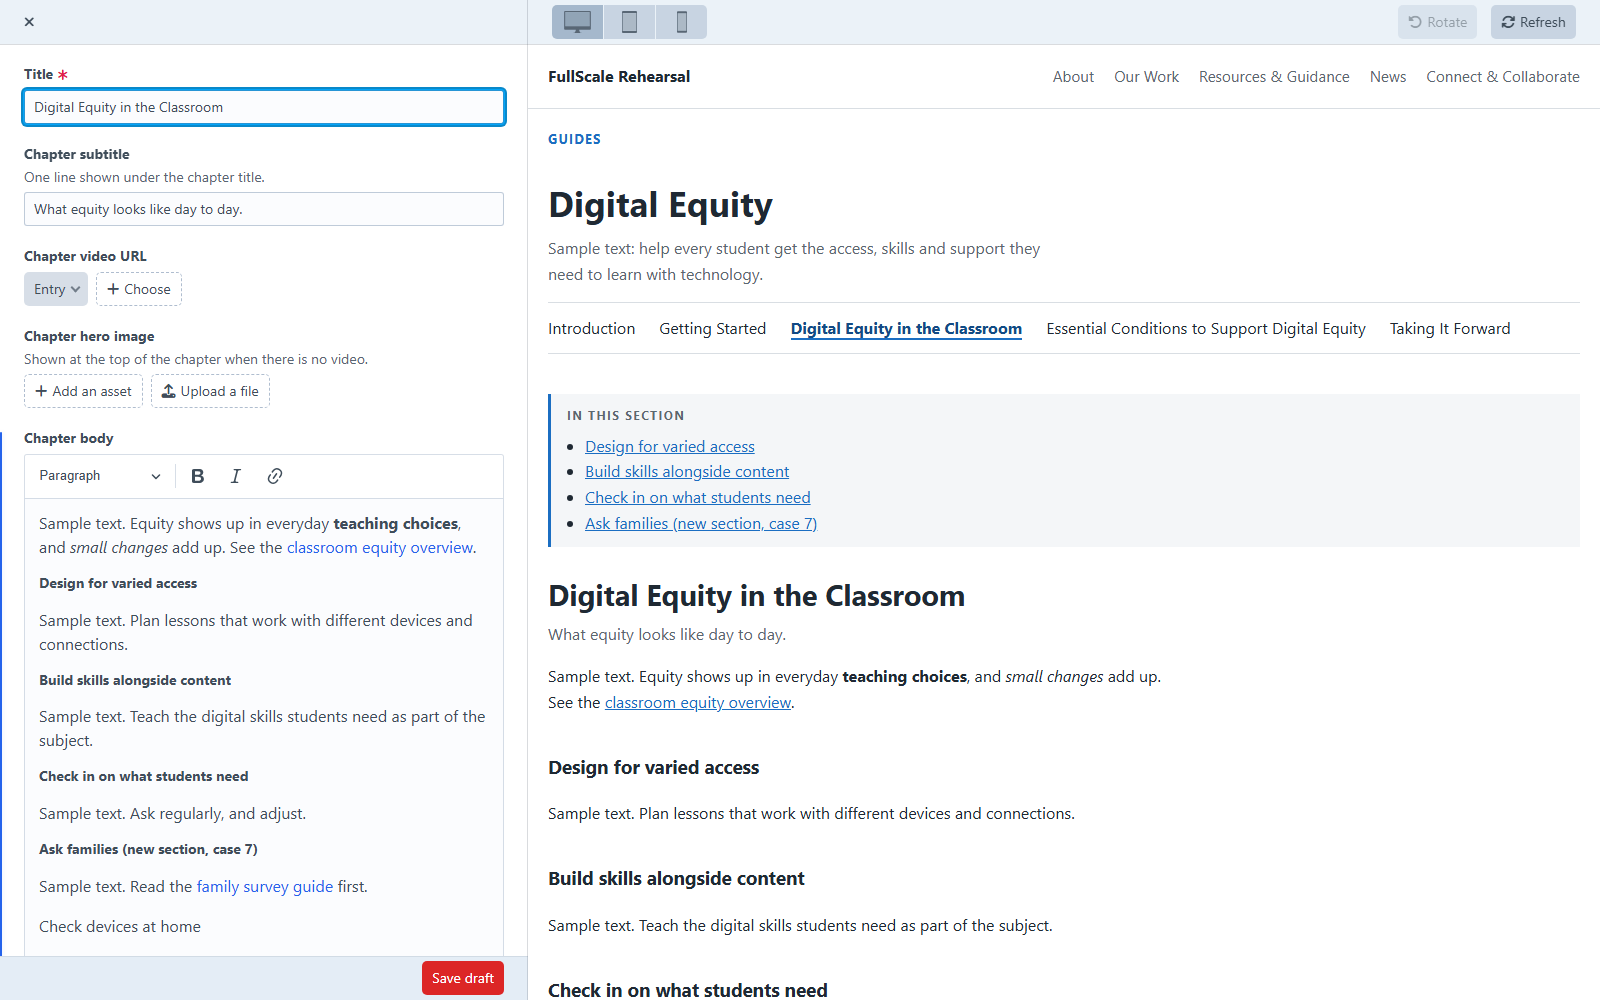 Title *
Digital Equity in the Classroom
Chapter subtitle
One line shown under the chapter title.
What equity looks like day to day.
Chapter video URL
Entry
Choose
Chapter hero image
Shown at the top of the chapter when there is no video.
Add an asset
Upload a file
Chapter body
Paragraph
B
I
Sample text. Equity shows up in everyday teaching choices,
and small changes add up. See the classroom equity overview.
Design for varied access
Sample text. Plan lessons that work with different devices and
connections.
Build skills alongside content
Sample text. Teach the digital skills students need as part of the
subject.
Check in on what students need
Sample text. Ask regularly, and adjust.
Ask families (new section, case 7)
Sample text. Read the family survey guide first.
Check devices at home
Save draft
Rotate
Refresh
FullScale Rehearsal
About
Our Work
Resources & Guidance
News
Connect & Collaborate
GUIDES
Digital Equity
Sample text: help every student get the access, skills and support they
need to learn with technology.
Introduction
Getting Started
Digital Equity in the Classroom
Essential Conditions to Support Digital Equity
Taking It Forward
IN THIS SECTION
Design for varied access
Build skills alongside content
Check in on what students need
Ask families (new section, case 7)
Digital Equity in the Classroom
What equity looks like day to day.
Sample text. Equity shows up in everyday teaching choices, and small changes add up.
See the classroom equity overview.
Design for varied access
Sample text. Plan lessons that work with different devices and connections.
Build skills alongside content
Sample text. Teach the digital skills students need as part of the subject.
Check in on what students need